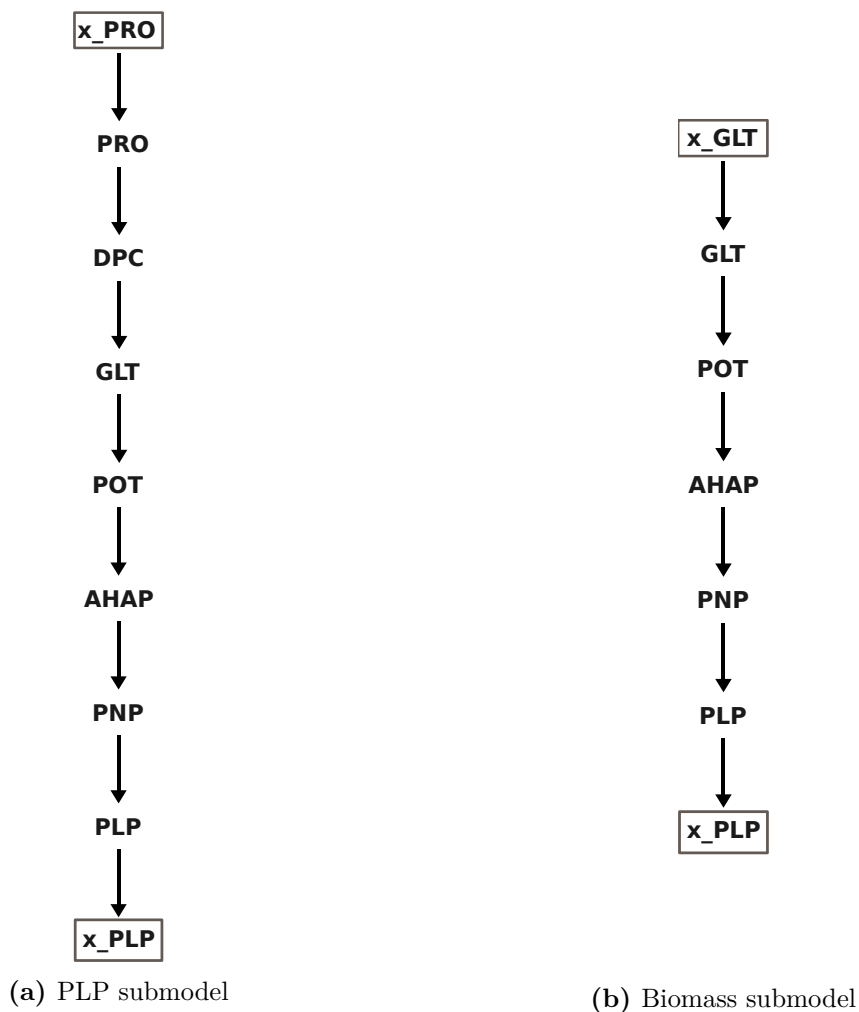 x_PRO
PRO
DPC
GLT
POT
AHAP
PNP
PLP
x_PLP
(a) PLP submodel
x_GLT
GLT
POT
AHAP
PNP
PLP
x_PLP
(b) Biomass submodel